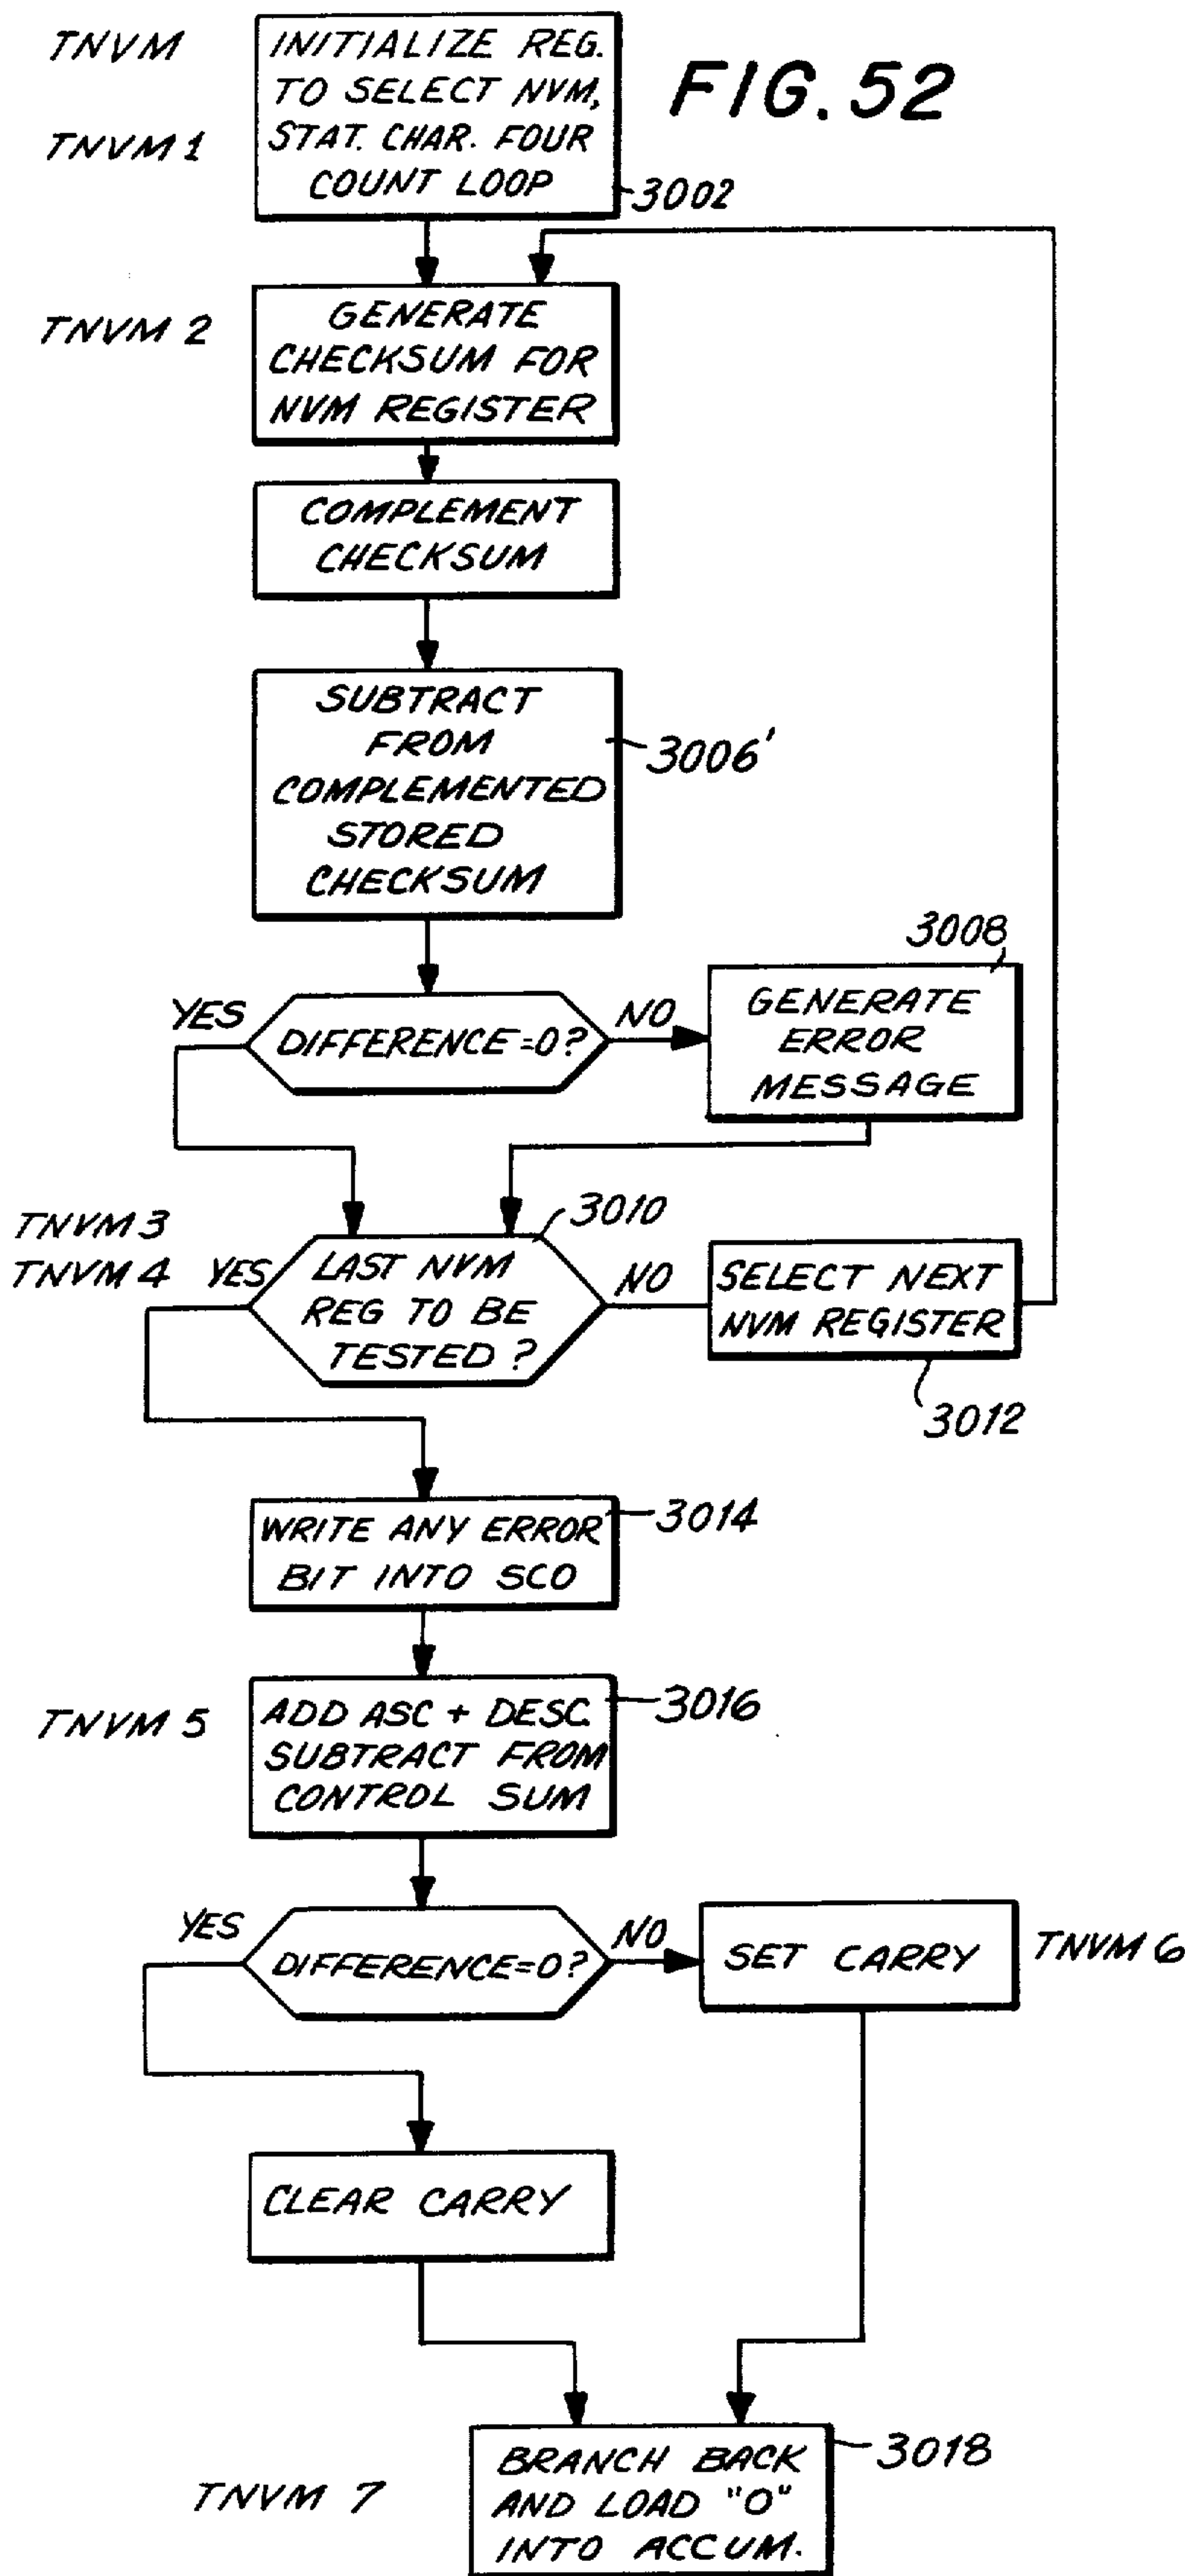 TNVM
TNVM 1
INITIALIZE REG.
TO SELECT NVM,
STAT. CHAR. FOUR
COUNT LOOP
3002
FIG. 52
TNVM 2
GENERATE
CHECKSUM FOR
NVM REGISTER
COMPLEMENT
CHECKSUM
SUBTRACT
FROM
COMPLEMENTED
STORED
CHECKSUM
3006'
YES
DIFFERENCE=0?
NO
3008
GENERATE
ERROR
MESSAGE
TNVM 3
TNVM 4
YES
LAST NVM
REG TO BE
TESTED?
3010
NO
SELECT NEXT
NVM REGISTER
3012
WRITE ANY ERROR
BIT INTO SCO
3014
TNVM 5
ADD ASC + DESC.
SUBTRACT FROM
CONTROL SUM
3016
YES
DIFFERENCE=0?
NO
SET CARRY
TNVM 6
CLEAR CARRY
TNVM 7
BRANCH BACK
AND LOAD "0"
INTO ACCUM.
3018